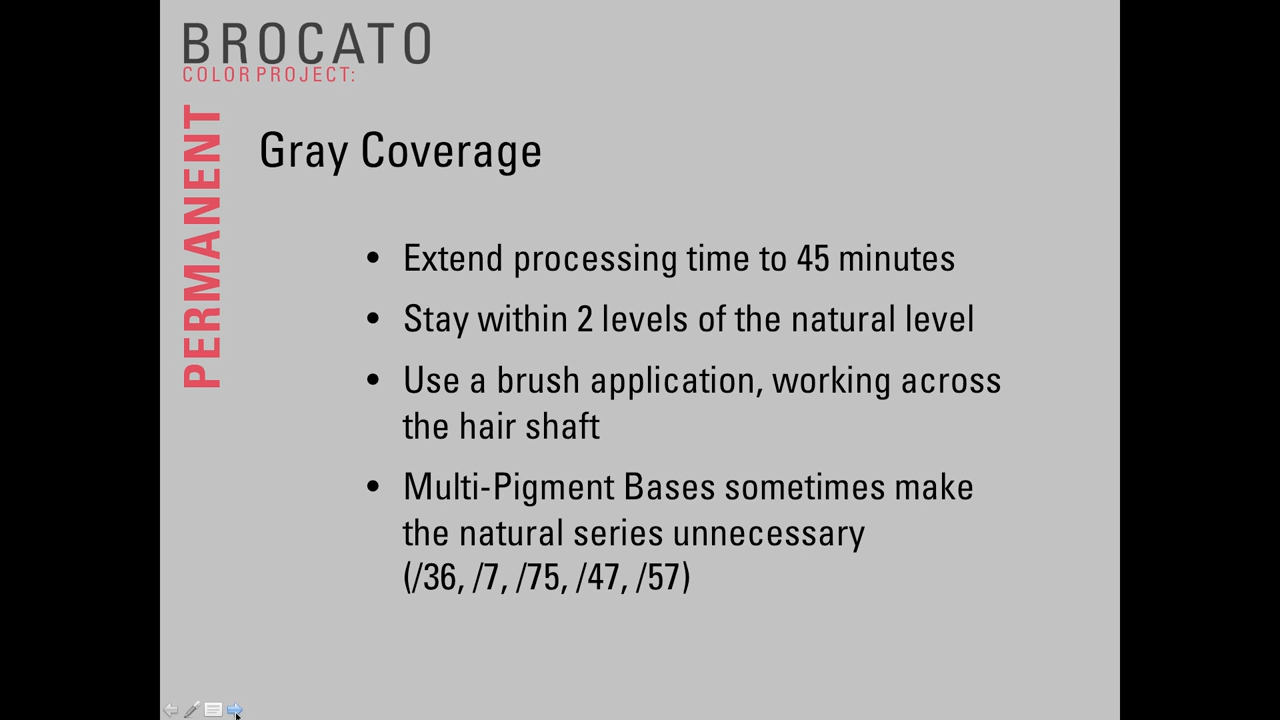 BROCATO
COLOR PROJECT:
PERMANENT
Gray Coverage
• Extend processing time to 45 minutes
• Stay within 2 levels of the natural level
• Use a brush application, working across
the hair shaft
• Multi-Pigment Bases sometimes make
the natural series unnecessary
(/36, /7, /75, /47, /57)